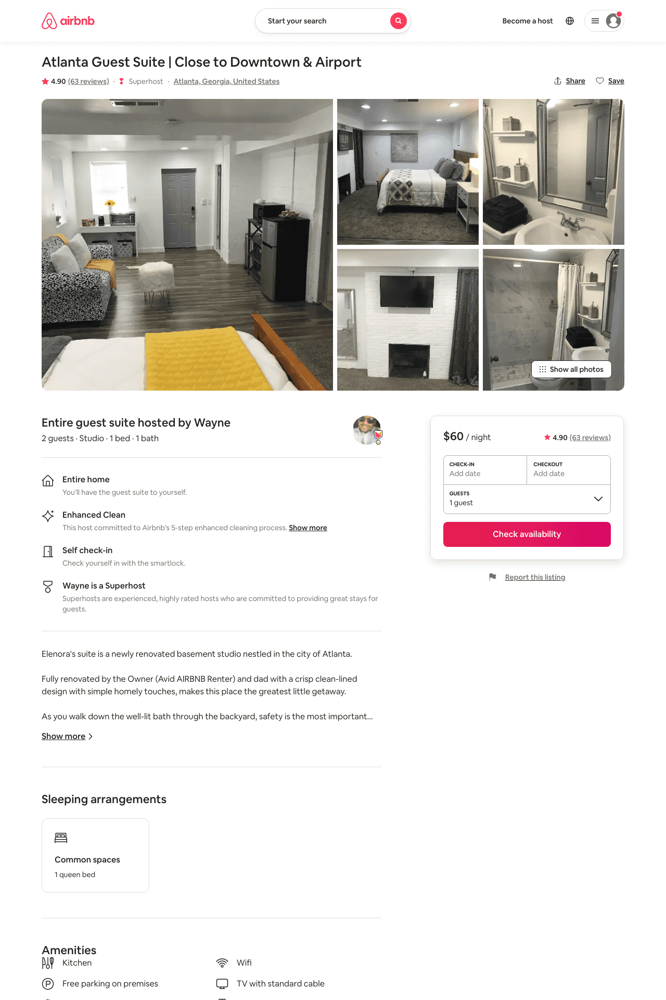 airbnb
Start your search
Become a host
Atlanta Guest Suite | Close to Downtown & Airport
4.90 (63 reviews) · Superhost · Atlanta, Georgia, United States
Share
Save
Show all photos
Entire guest suite hosted by Wayne
2 guests · Studio · 1 bed · 1 bath
$60 / night
4.90 (63 reviews)
CHECK-IN
Add date
CHECKOUT
Add date
GUESTS
1 guest
Check availability
Report this listing
Entire home
You'll have the guest suite to yourself.
Enhanced Clean
This host committed to Airbnb's 5-step enhanced cleaning process. Show more
Self check-in
Check yourself in with the smartlock.
Wayne is a Superhost
Superhosts are experienced, highly rated hosts who are committed to providing great stays for
guests.
Elenora's suite is a newly renovated basement studio nestled in the city of Atlanta.
Fully renovated by the Owner (Avid AIRBNB Renter) and dad with a crisp clean-lined
design with simple homely touches, makes this place the greatest little getaway.
As you walk down the well-lit bath through the backyard, safety is the most important...
Show more
Sleeping arrangements
Common spaces
1 queen bed
Amenities
Kitchen
Wifi
Free parking on premises
TV with standard cable